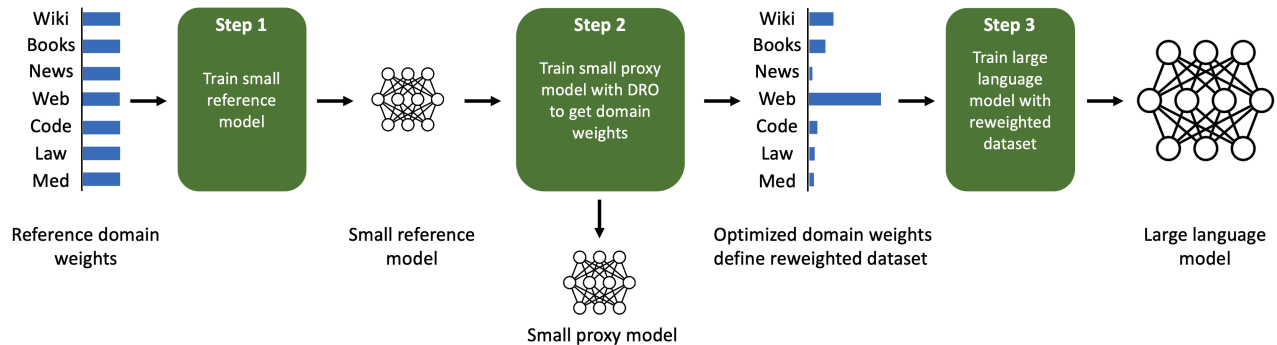 Wiki
Books
News
Web
Code
Law
Med
Reference domain
weights
Step 1
Train small
reference
model
Small reference
model
Step 2
Train small proxy
model with DRO
to get domain
weights
Small proxy model
Wiki
Books
News
Web
Code
Law
Med
Optimized domain weights
define reweighted dataset
Step 3
Train large
language
model with
reweighted
dataset
Large language
model